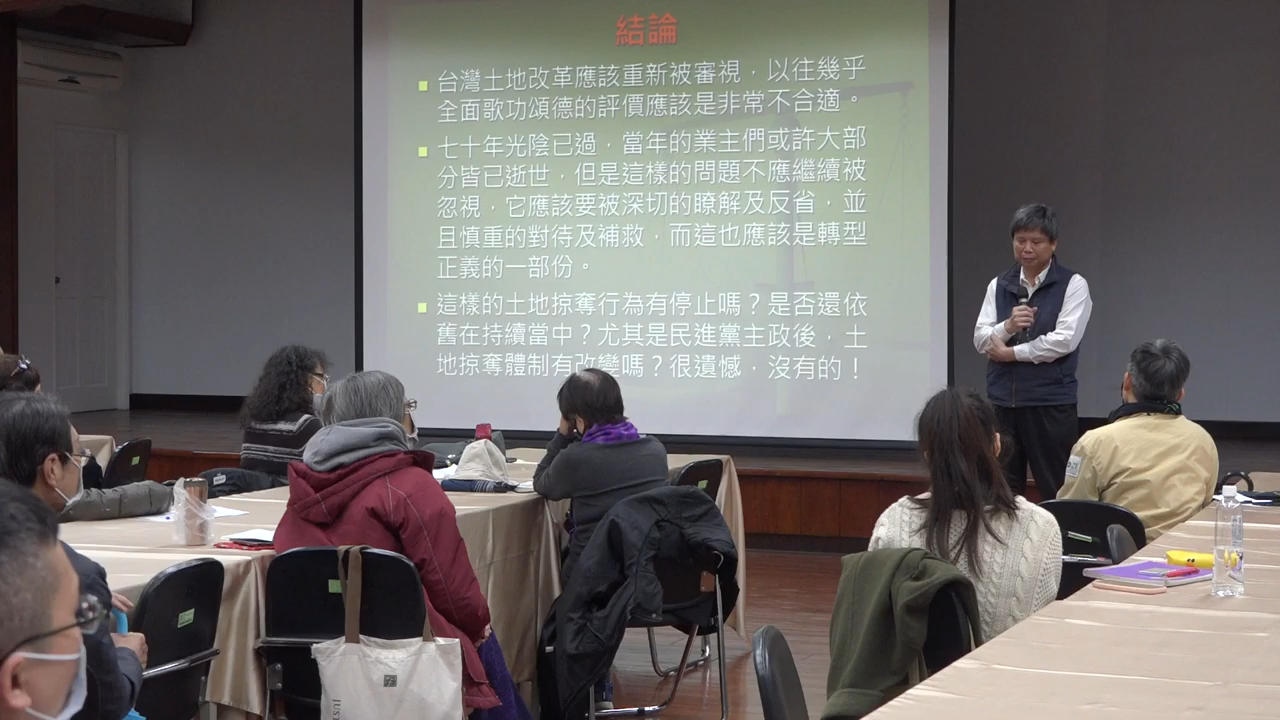 結論
台灣土地改革應該重新被審視，以往幾乎
全面歌功頌德的評價應該是非常不合適。
七十年光陰已過，當年的業主們或許大部
分皆已逝世，但是這樣的問題不應繼續被
忽視，它應該要被深切的瞭解及反省，並
且慎重的對待及補救，而這也應該是轉型
正義的一部份。
這樣的土地掠奪行為有停止嗎？是否還依
舊在持續當中？尤其是民進黨主政後，土
地掠奪體制有改變嗎？很遺憾，沒有的！